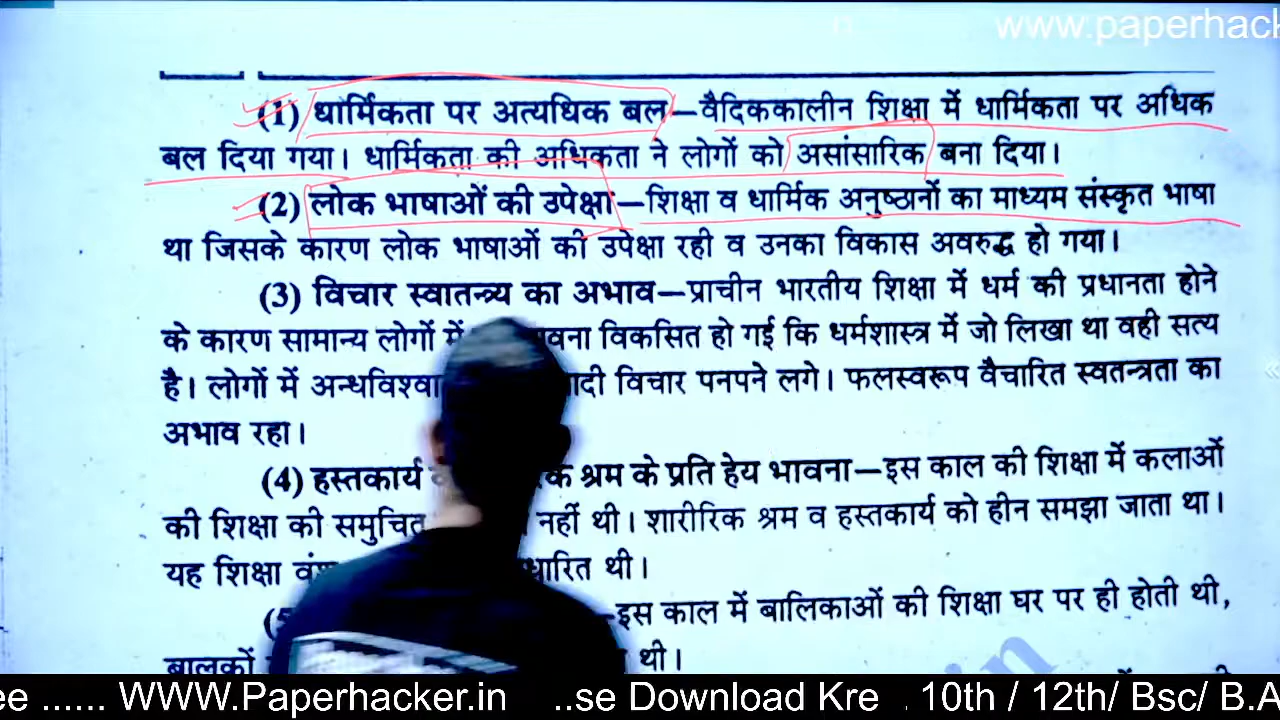 www.paperhack
(1) धार्मिकता पर अत्यधिक बल—वैदिककालीन शिक्षा में धार्मिकता पर अधिक
बल दिया गया। धार्मिकता की अधिकता ने लोगों को असांसारिक बना दिया।
(2) लोक भाषाओं की उपेक्षा—शिक्षा व धार्मिक अनुष्ठानों का माध्यम संस्कृत भाषा
था जिसके कारण लोक भाषाओं की उपेक्षा रही व उनका विकास अवरुद्ध हो गया।
(3) विचार स्वातन्त्र्य का अभाव—प्राचीन भारतीय शिक्षा में धर्म की प्रधानता होने
के कारण सामान्य लोगों में वना विकसित हो गई कि धर्मशास्त्र में जो लिखा था वही सत्य
है। लोगों में अन्धविश्वा ादी विचार पनपने लगे। फलस्वरूप वैचारित स्वतन्त्रता का
अभाव रहा।
(4) हस्तकार्य क श्रम के प्रति हेय भावना—इस काल की शिक्षा में कलाओं
की शिक्षा की समुचित नहीं थी। शारीरिक श्रम व हस्तकार्य को हीन समझा जाता था।
यह शिक्षा वंश धारित थी।
(5 —इस काल में बालिकाओं की शिक्षा घर पर ही होती थी,
बालकों थी।
in
ee ...... WWW.Paperhacker.in ..se Download Kre . 10th / 12th/ Bsc/ B.A